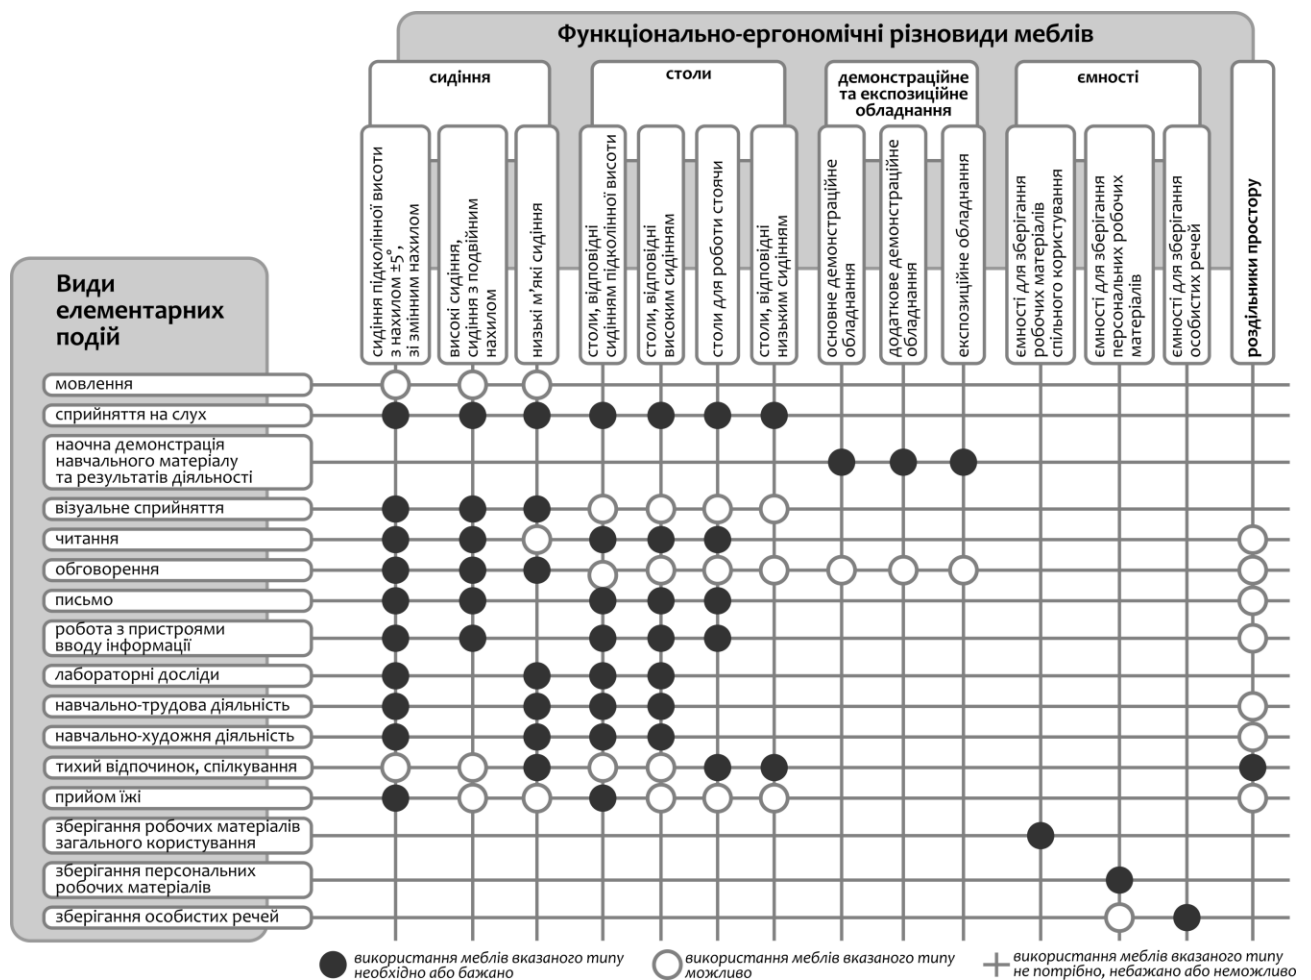 Функціонально-ергономічні різновиди меблів
сидіння
столи
демонстраційне
та експозиційне
обладнання
ємності
сидіння підколінної висоти
з нахилом ±5°,
зі змінним нахилом
високі сидіння,
сидіння з подвійним
нахилом
низькі м'які сидіння
столи, відповідні
сидінням підколінної висоти
столи, відповідні
високим сидінням
столи для роботи стоячи
столи, відповідні
низьким сидінням
основне демонстраційне
обладнання
додаткове демонстраційне
обладнання
експозиційне обладнання
ємності для зберігання
робочих матеріалів
спільного користування
ємності для зберігання
персональних робочих
матеріалів
ємності для зберігання
особистих речей
роздільники простору
Види
елементарних
подій
мовлення
сприйняття на слух
наочна демонстрація
навчального матеріалу
та результатів діяльності
візуальне сприйняття
читання
обговорення
письмо
робота з пристроями
вводу інформації
лабораторні досліди
навчально-трудова діяльність
навчально-художня діяльність
тихий відпочинок, спілкування
прийом їжі
зберігання робочих матеріалів
загального користування
зберігання персональних
робочих матеріалів
зберігання особистих речей
використання меблів вказаного типу
необхідно або бажано
використання меблів вказаного типу
можливо
використання меблів вказаного типу
не потрібно, небажано або неможливо